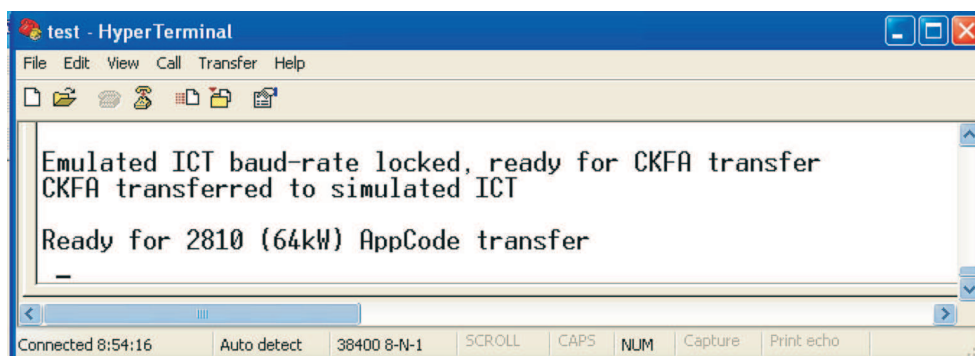 test - HyperTerminal
File Edit View Call Transfer Help
Emulated ICT baud-rate locked, ready for CKFA transfer
CKFA transferred to simulated ICT
Ready for 2810 (64kW) AppCode transfer
Connected 8:54:16 Auto detect 38400 8-N-1 SCROLL CAPS NUM Capture Print echo